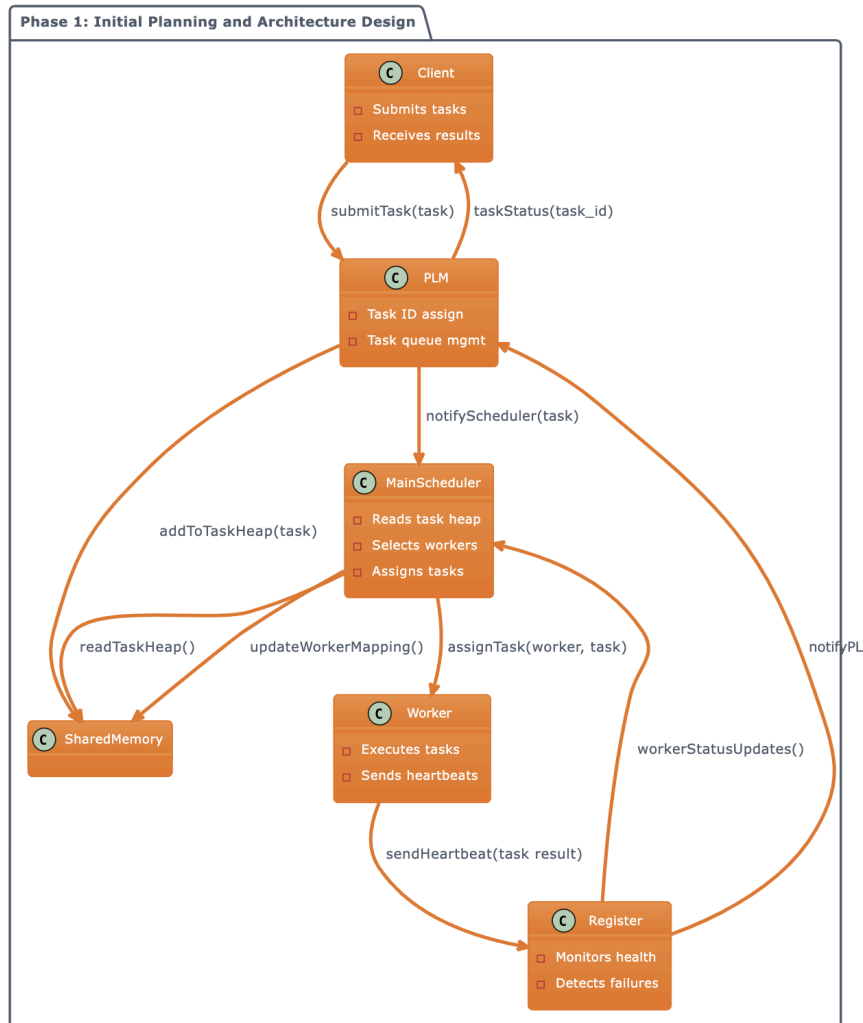 Phase 1: Initial Planning and Architecture Design
C Client
Submits tasks
Receives results
submitTask(task)
taskStatus(task_id)
C PLM
Task ID assign
Task queue mgmt
notifyScheduler(task)
C MainScheduler
Reads task heap
Selects workers
Assigns tasks
addToTaskHeap(task)
readTaskHeap()
updateWorkerMapping()
assignTask(worker, task)
notifyPL
C SharedMemory
C Worker
Executes tasks
Sends heartbeats
workerStatusUpdates()
sendHeartbeat(task result)
C Register
Monitors health
Detects failures